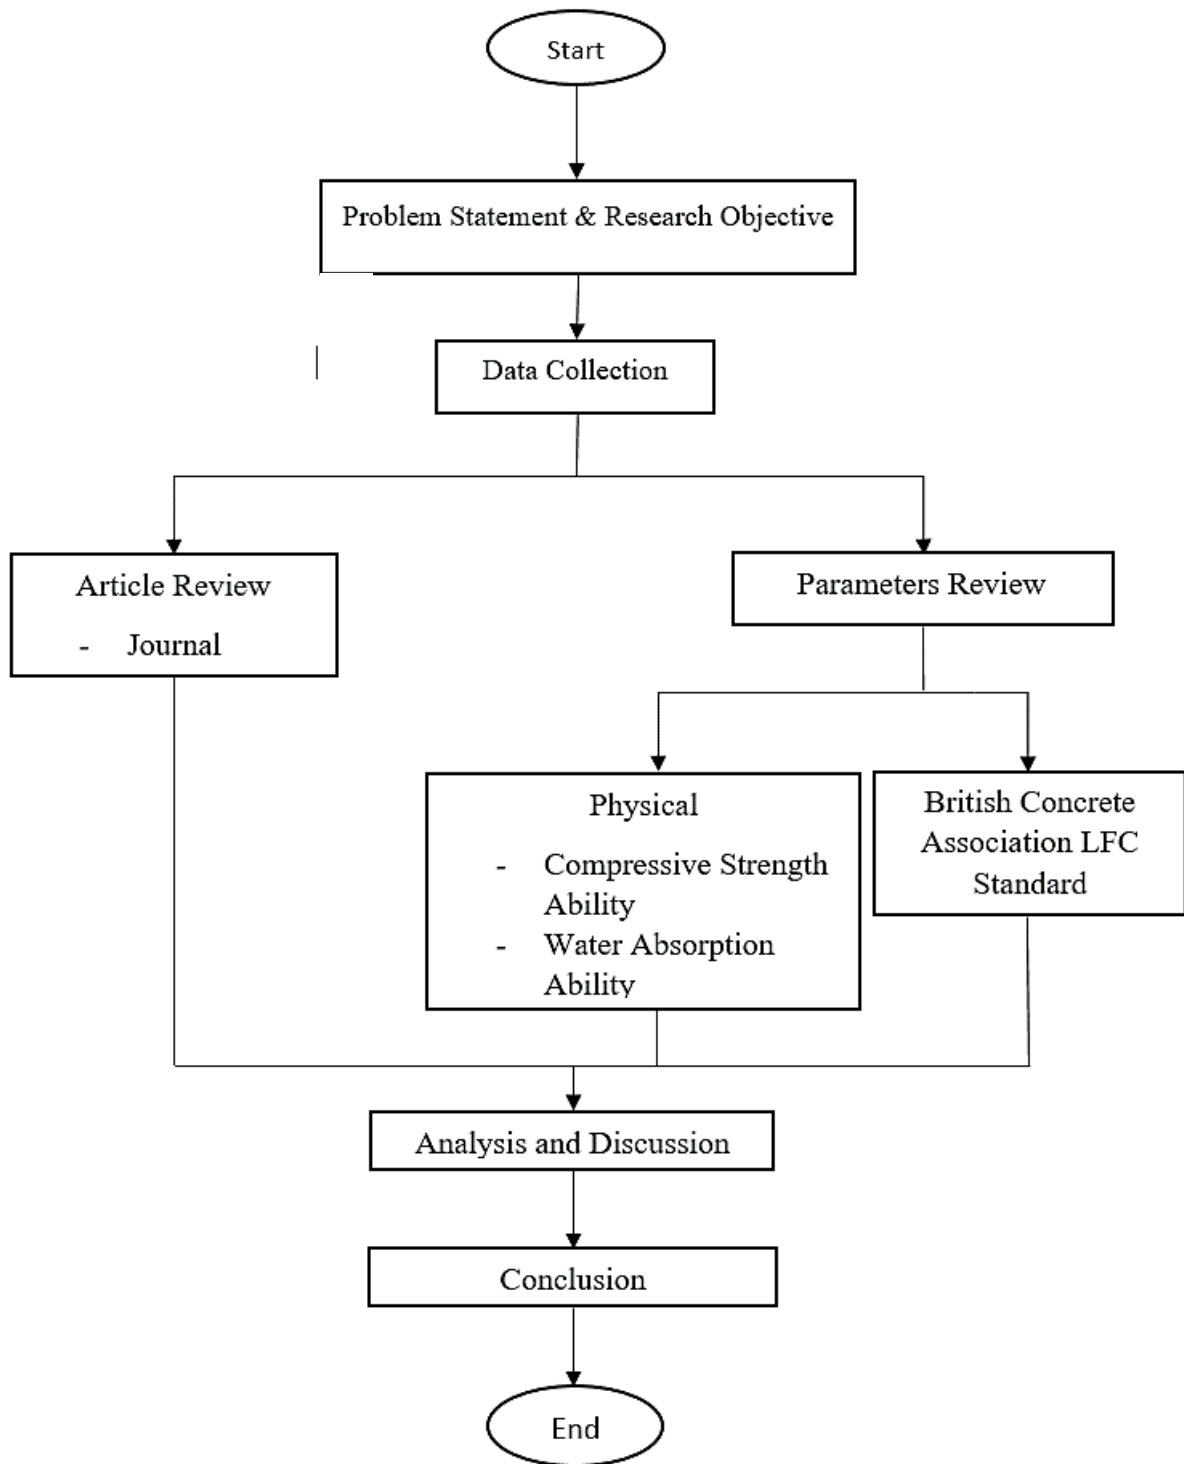 Start
Problem Statement & Research Objective
Data Collection
Article Review
- Journal
Parameters Review
Physical
- Compressive Strength
Ability
- Water Absorption
Ability
British Concrete
Association LFC
Standard
Analysis and Discussion
Conclusion
End